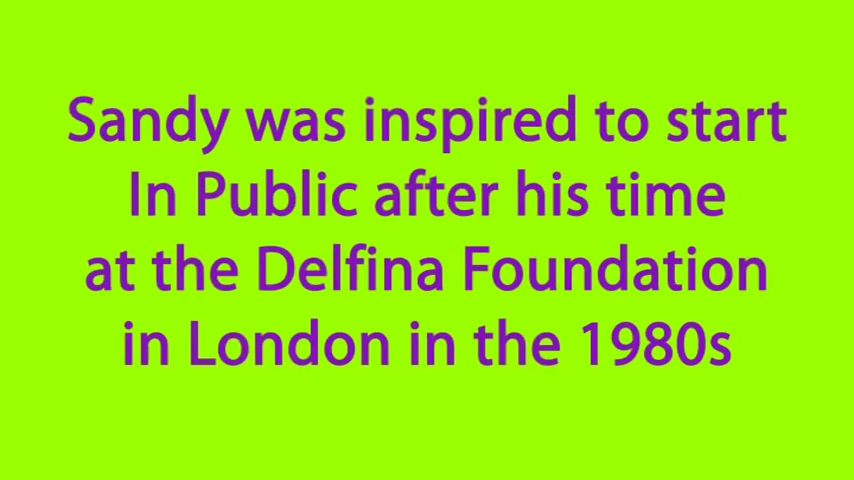 Sandy was inspired to start
In Public after his time
at the Delfina Foundation
in London in the 1980s